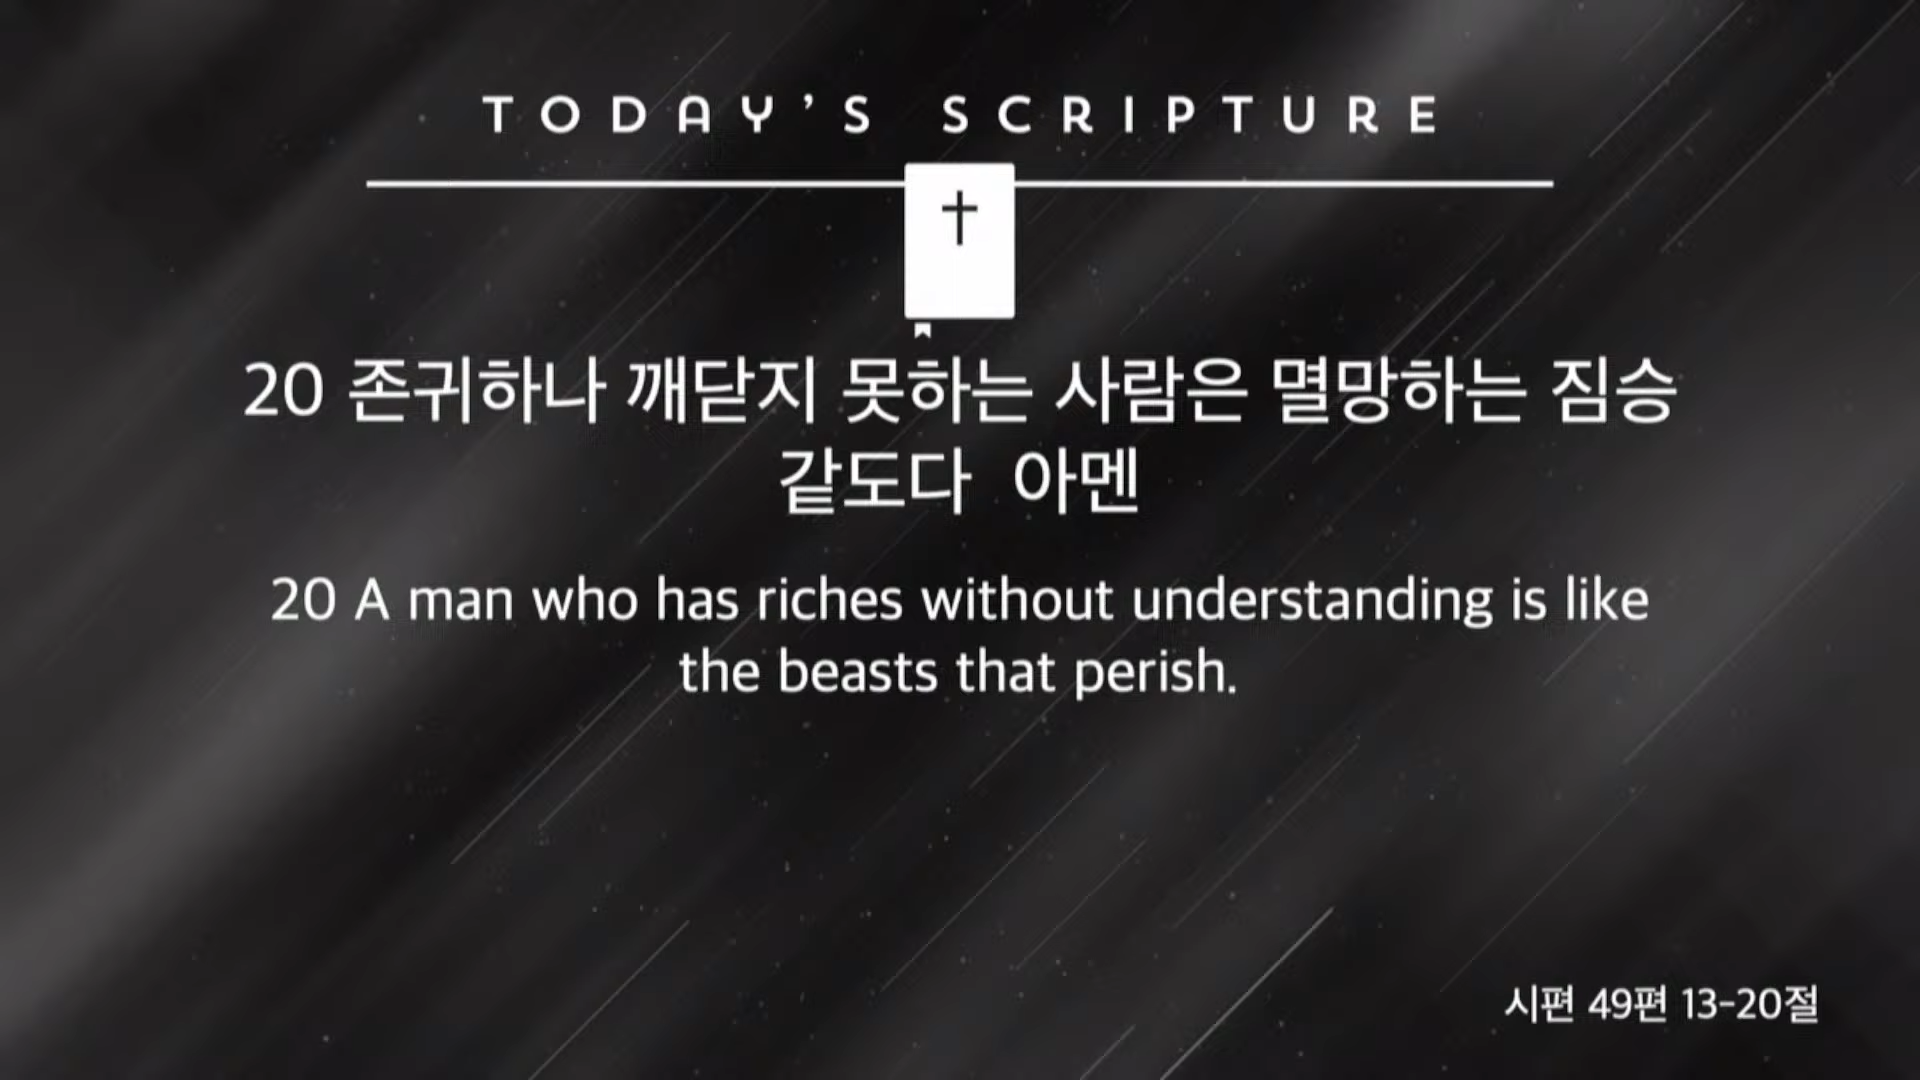 TODAY'S SCRIPTURE
20 존귀하나 깨닫지 못하는 사람은 멸망하는 짐승
같도다 아멘
20 A man who has riches without understanding is like
the beasts that perish.
시편 49편 13-20절